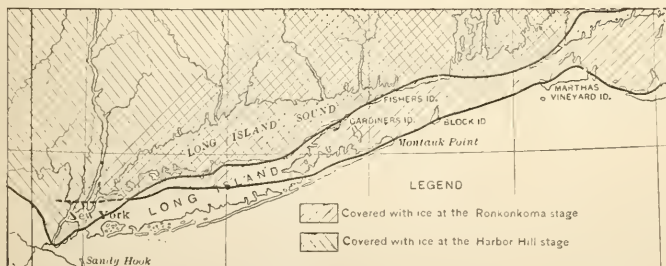 FISHERS ID.
MARTHAS
VINEYARD ID.
LONG ISLAND SOUND
GARDINERS ID.
BLOCK ID
Montauk Point
LONG ISLAND
New York
LEGEND
Covered with ice at the Ronkonkoma stage
Covered with ice at the Harbor Hill stage
Sandy Hook